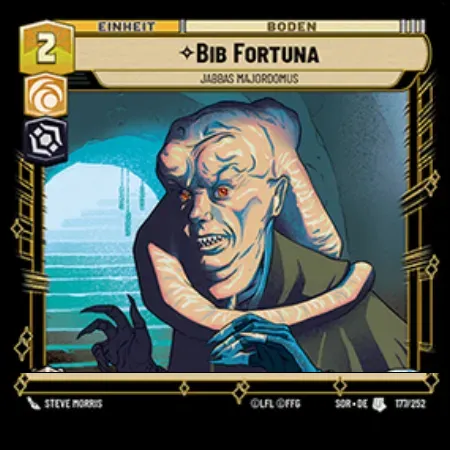 2
EINHEIT
BODEN
BIB FORTUNA
JABBAS MAJORDOMUS
STEVE MORRIS
©LFL ©FFG
SOR • DE
173/252